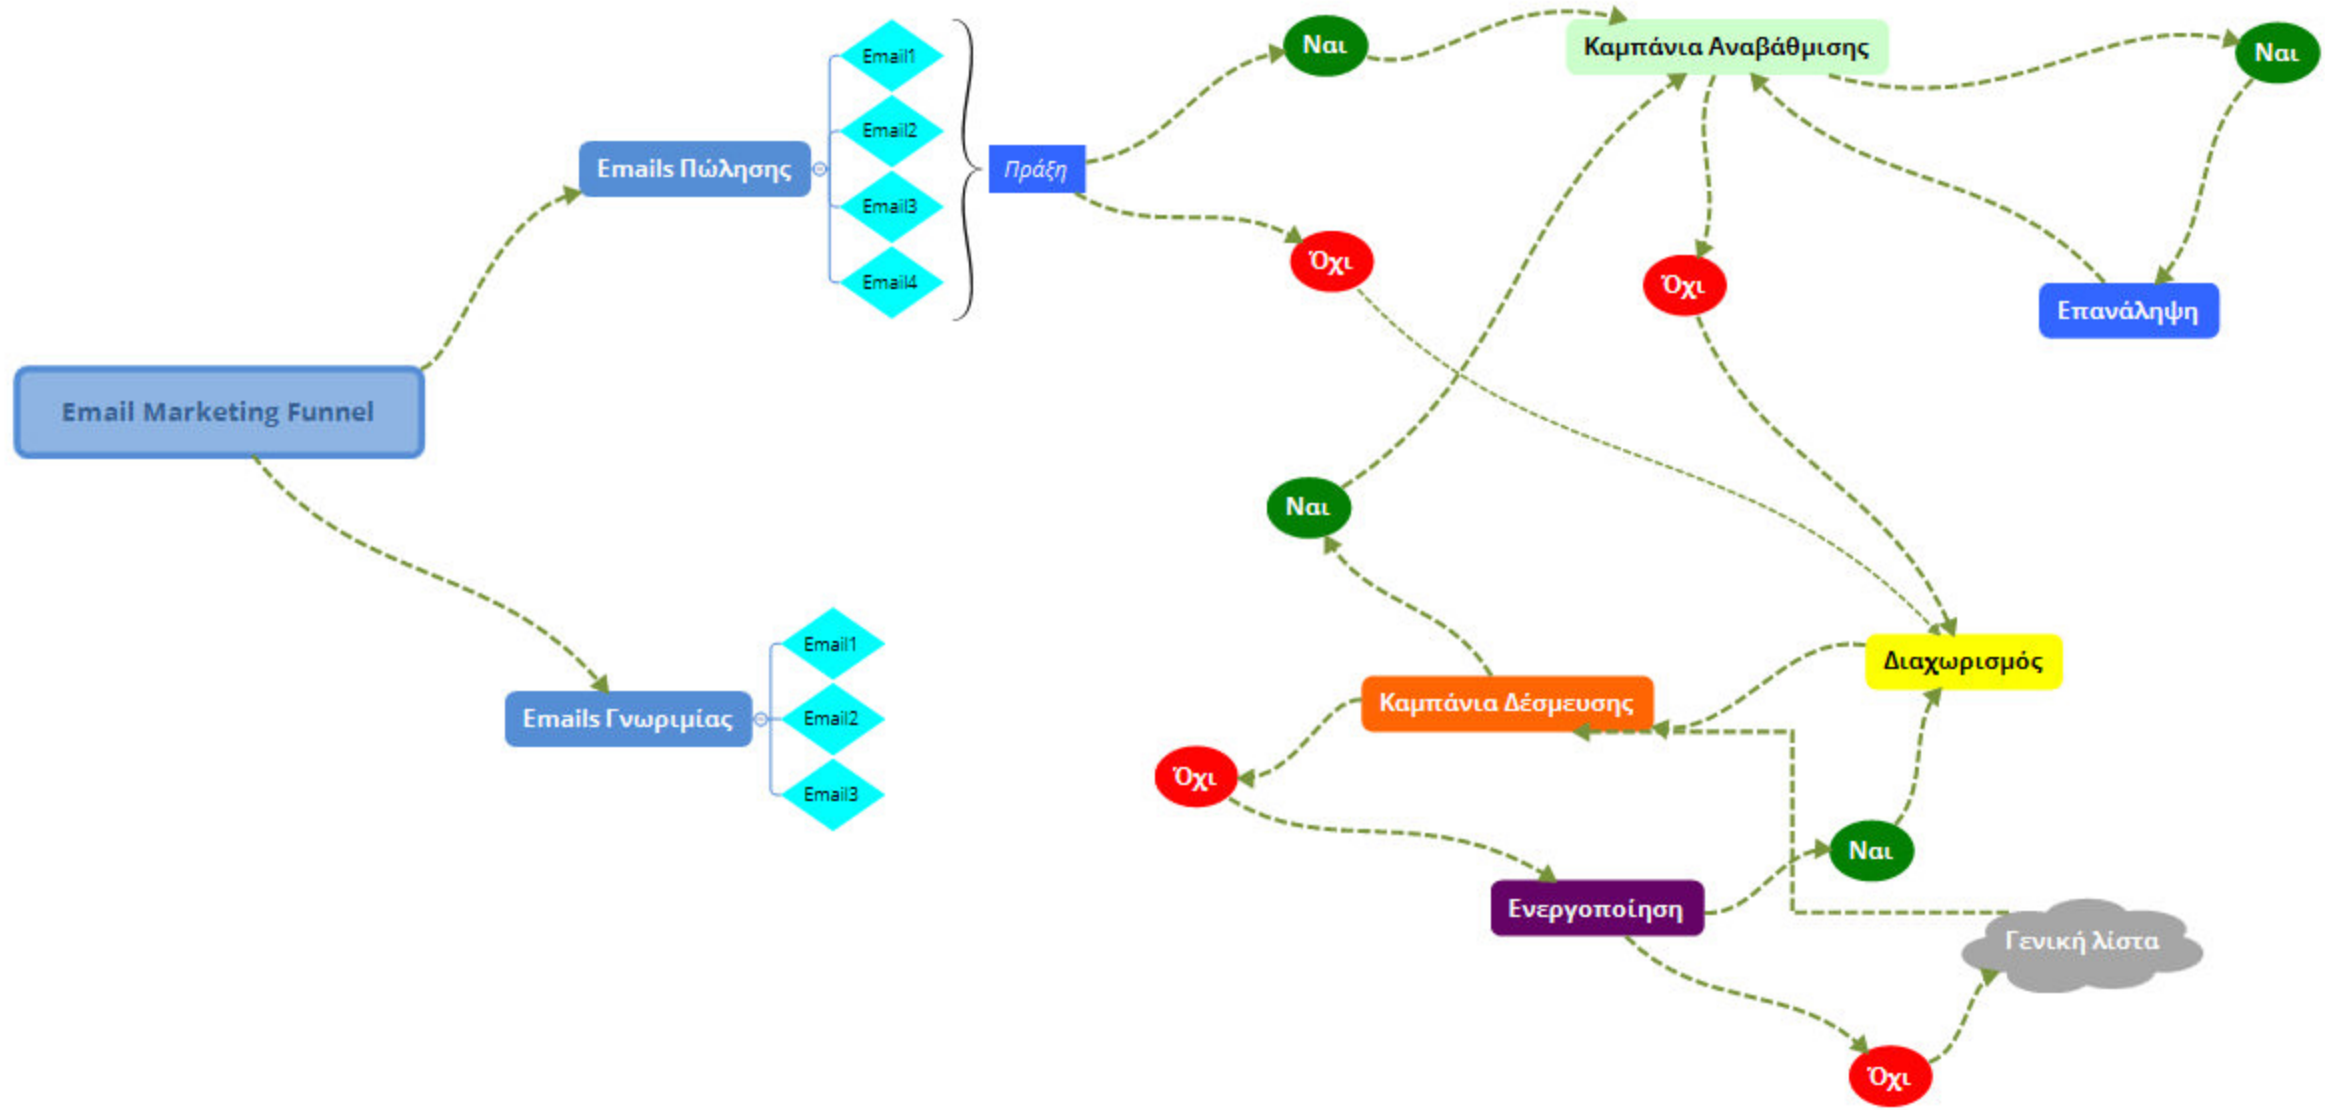 Email Marketing Funnel
Emails Πώλησης
Email1
Email2
Email3
Email4
Πράξη
Ναι
Όχι
Καμπάνια Αναβάθμισης
Ναι
Όχι
Επανάληψη
Emails Γνωριμίας
Email1
Email2
Email3
Ναι
Διαχωρισμός
Καμπάνια Δέσμευσης
Όχι
Ναι
Ενεργοποίηση
Γενική λίστα
Όχι